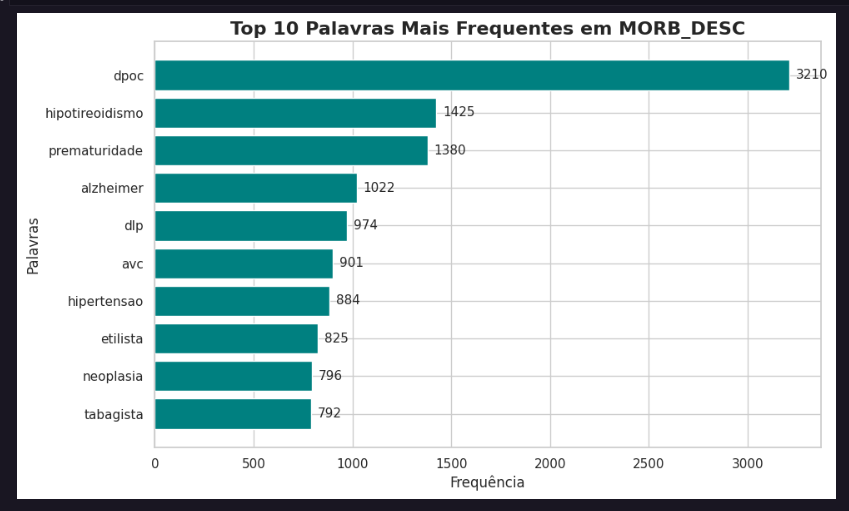 Top 10 Palavras Mais Frequentes em MORB_DESC
Palavras
dpoc 3210
hipotireoidismo 1425
prematuridade 1380
alzheimer 1022
dlp 974
avc 901
hipertensao 884
etilista 825
neoplasia 796
tabagista 792
0 500 1000 1500 2000 2500 3000
Frequência